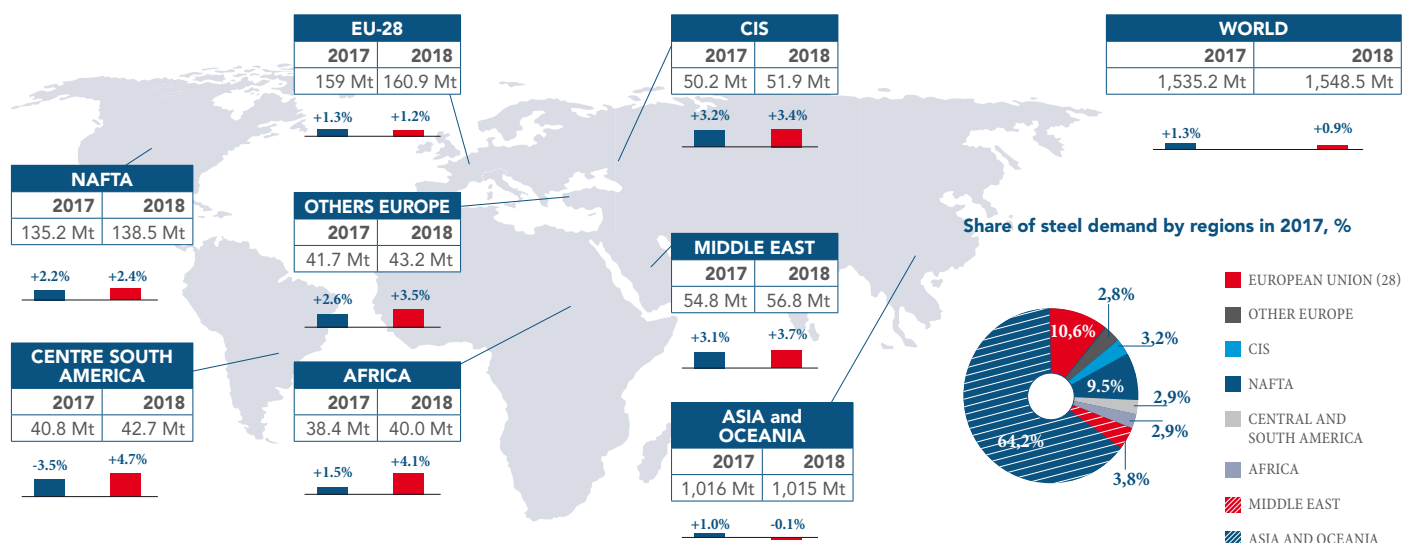 EU-28
2017 2018
159 Mt 160.9 Mt
+1.3% +1.2%
CIS
2017 2018
50.2 Mt 51.9 Mt
+3.2% +3.4%
WORLD
2017 2018
1,535.2 Mt 1,548.5 Mt
+1.3% +0.9%
NAFTA
2017 2018
135.2 Mt 138.5 Mt
+2.2% +2.4%
OTHERS EUROPE
2017 2018
41.7 Mt 43.2 Mt
+2.6% +3.5%
MIDDLE EAST
2017 2018
54.8 Mt 56.8 Mt
+3.1% +3.7%
CENTRE SOUTH
AMERICA
2017 2018
40.8 Mt 42.7 Mt
-3.5% +4.7%
AFRICA
2017 2018
38.4 Mt 40.0 Mt
+1.5% +4.1%
ASIA and
OCEANIA
2017 2018
1,016 Mt 1,015 Mt
+1.0% -0.1%
Share of steel demand by regions in 2017, %
10,6%
2,8%
3,2%
9.5%
2,9%
2,9%
3,8%
64,2%
EUROPEAN UNION (28)
OTHER EUROPE
CIS
NAFTA
CENTRAL AND
SOUTH AMERICA
AFRICA
MIDDLE EAST
ASIA AND OCEANIA